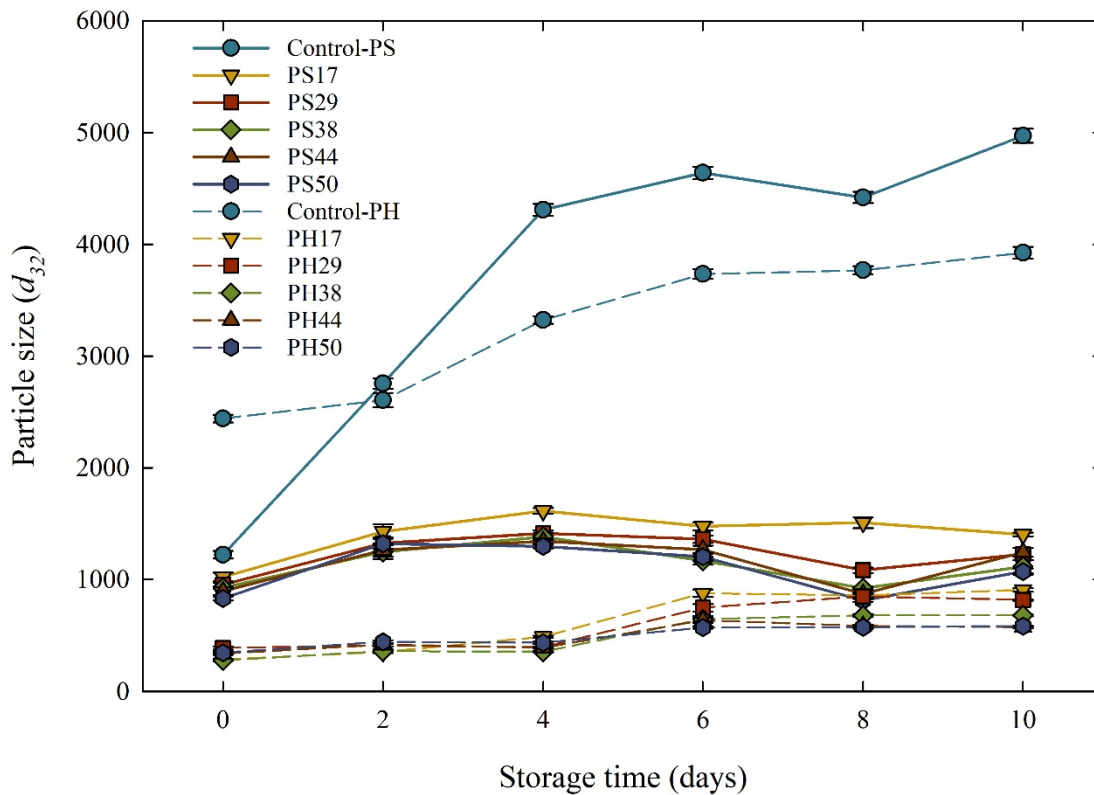 6000
5000
4000
3000
2000
1000
0
Particle size (d32)
Control-PS
PS17
PS29
PS38
PS44
PS50
Control-PH
PH17
PH29
PH38
PH44
PH50
0 2 4 6 8 10
Storage time (days)